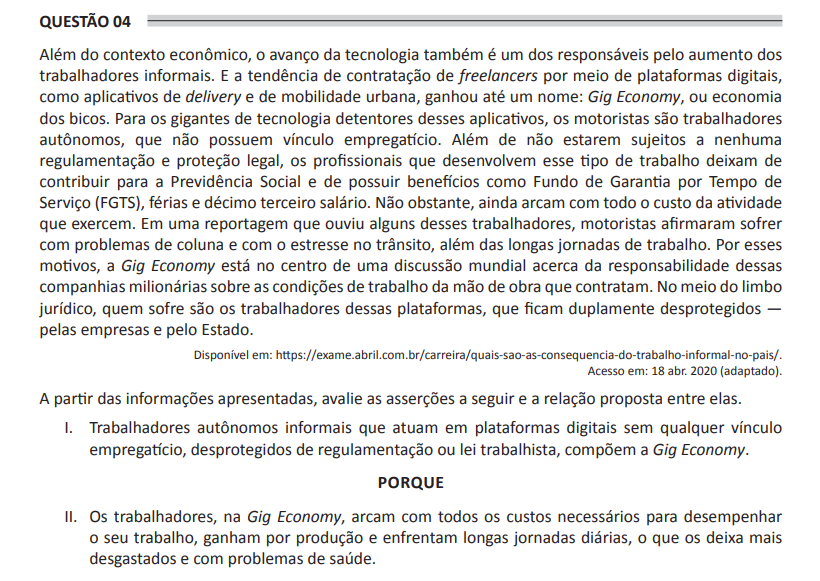 QUESTÃO 04
Além do contexto econômico, o avanço da tecnologia também é um dos responsáveis pelo aumento dos
trabalhadores informais. E a tendência de contratação de freelancers por meio de plataformas digitais,
como aplicativos de delivery e de mobilidade urbana, ganhou até um nome: Gig Economy, ou economia
dos bicos. Para os gigantes de tecnologia detentores desses aplicativos, os motoristas são trabalhadores
autônomos, que não possuem vínculo empregatício. Além de não estarem sujeitos a nenhuma
regulamentação e proteção legal, os profissionais que desenvolvem esse tipo de trabalho deixam de
contribuir para a Previdência Social e de possuir benefícios como Fundo de Garantia por Tempo de
Serviço (FGTS), férias e décimo terceiro salário. Não obstante, ainda arcam com todo o custo da atividade
que exercem. Em uma reportagem que ouviu alguns desses trabalhadores, motoristas afirmaram sofrer
com problemas de coluna e com o estresse no trânsito, além das longas jornadas de trabalho. Por esses
motivos, a Gig Economy está no centro de uma discussão mundial acerca da responsabilidade dessas
companhias milionárias sobre as condições de trabalho da mão de obra que contratam. No meio do limbo
jurídico, quem sofre são os trabalhadores dessas plataformas, que ficam duplamente desprotegidos —
pelas empresas e pelo Estado.
Disponível em: https://exame.abril.com.br/carreira/quais-sao-as-consequencia-do-trabalho-informal-no-pais/.
Acesso em: 18 abr. 2020 (adaptado).
A partir das informações apresentadas, avalie as asserções a seguir e a relação proposta entre elas.
I. Trabalhadores autônomos informais que atuam em plataformas digitais sem qualquer vínculo
empregatício, desprotegidos de regulamentação ou lei trabalhista, compõem a Gig Economy.
PORQUE
II. Os trabalhadores, na Gig Economy, arcam com todos os custos necessários para desempenhar
o seu trabalho, ganham por produção e enfrentam longas jornadas diárias, o que os deixa mais
desgastados e com problemas de saúde.